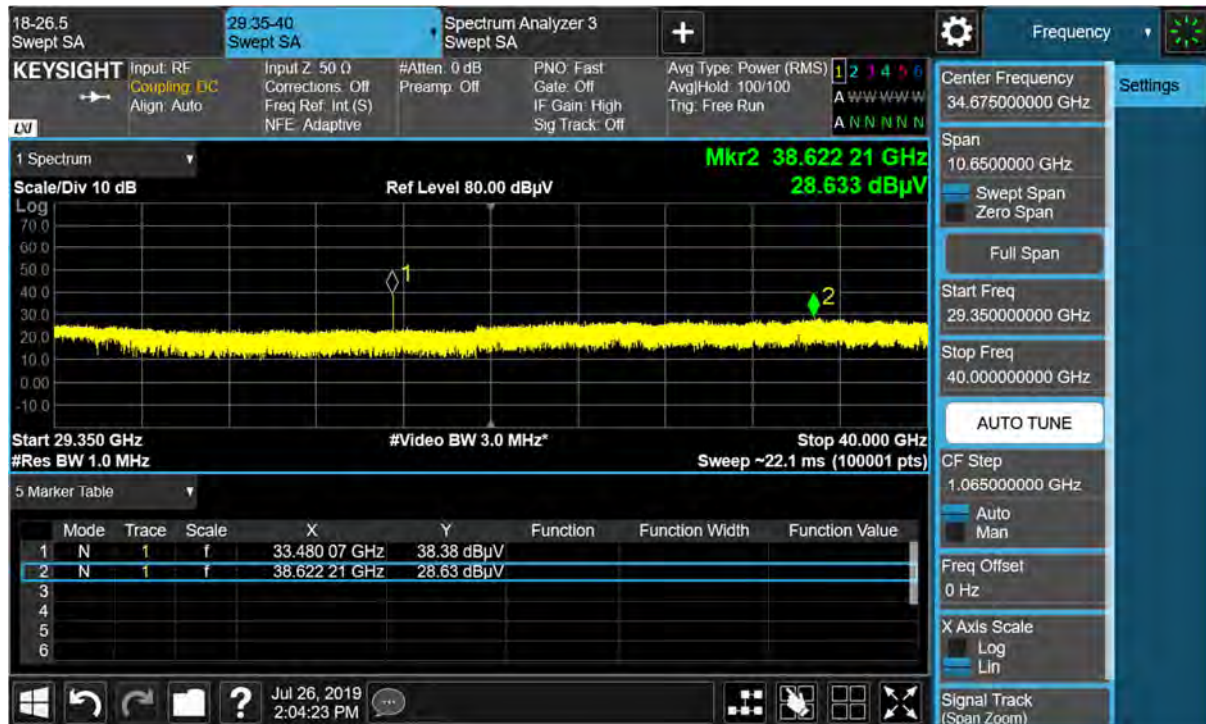 18-26.5
Swept SA
29.35-40
Swept SA
Spectrum Analyzer 3
Swept SA
+
Frequency
KEYSIGHT
LXI
Input: RF
Coupling: DC
Align: Auto
Input Z: 50 Ω
Corrections: Off
Freq Ref: Int (S)
NFE: Adaptive
#Atten: 0 dB
Preamp: Off
PNO: Fast
Gate: Off
IF Gain: High
Sig Track: Off
Avg Type: Power (RMS)
Avg|Hold: 100/100
Trig: Free Run
1 2 3 4 5 6
A W W W W W
A N N N N N
1 Spectrum
Mkr2 38.622 21 GHz
28.633 dBµV
Scale/Div 10 dB
Ref Level 80.00 dBµV
Log
70.0
60.0
50.0
40.0
30.0
20.0
10.0
0.00
-10.0
1
2
Start 29.350 GHz
#Video BW 3.0 MHz*
Stop 40.000 GHz
#Res BW 1.0 MHz
Sweep ~22.1 ms (100001 pts)
5 Marker Table
Mode Trace Scale X Y Function Function Width Function Value
1 N 1 f 33.480 07 GHz 38.38 dBµV
2 N 1 f 38.622 21 GHz 28.63 dBµV
3
4
5
6
?
Jul 26, 2019
2:04:23 PM
Center Frequency
34.675000000 GHz
Settings
Span
10.6500000 GHz
Swept Span
Zero Span
Full Span
Start Freq
29.350000000 GHz
Stop Freq
40.000000000 GHz
AUTO TUNE
CF Step
1.065000000 GHz
Auto
Man
Freq Offset
0 Hz
X Axis Scale
Log
Lin
Signal Track
(Span Zoom)